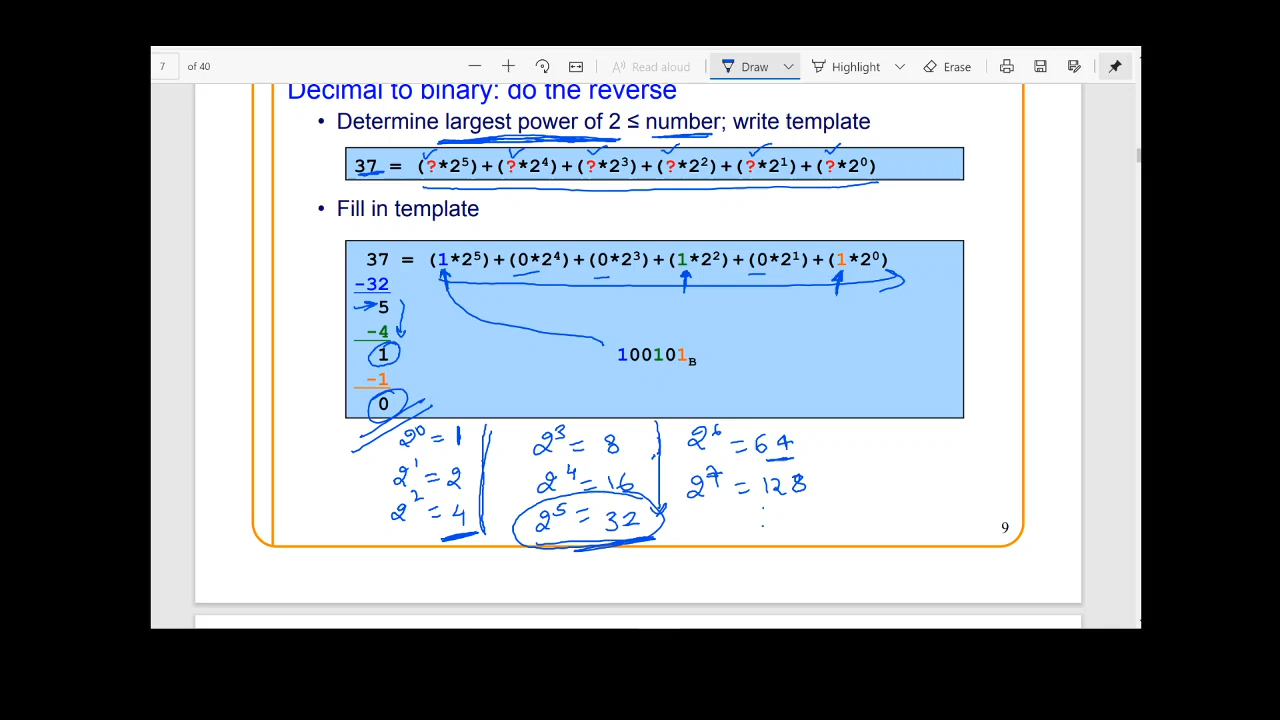 7 of 40 Read aloud Draw Highlight Erase
Decimal to binary: do the reverse
• Determine largest power of 2 ≤ number; write template
37 = (?*2⁵)+(?*2⁴)+(?*2³)+(?*2²)+(?*2¹)+(?*2⁰)
• Fill in template
37 = (1*2⁵)+(0*2⁴)+(0*2³)+(1*2²)+(0*2¹)+(1*2⁰)
-32
5
-4
1 100101B
-1
0
2⁰ = 1 2³ = 8 2⁶ = 64
2¹ = 2 2⁴ = 16 2⁷ = 128
2² = 4 2⁵ = 32 :
9